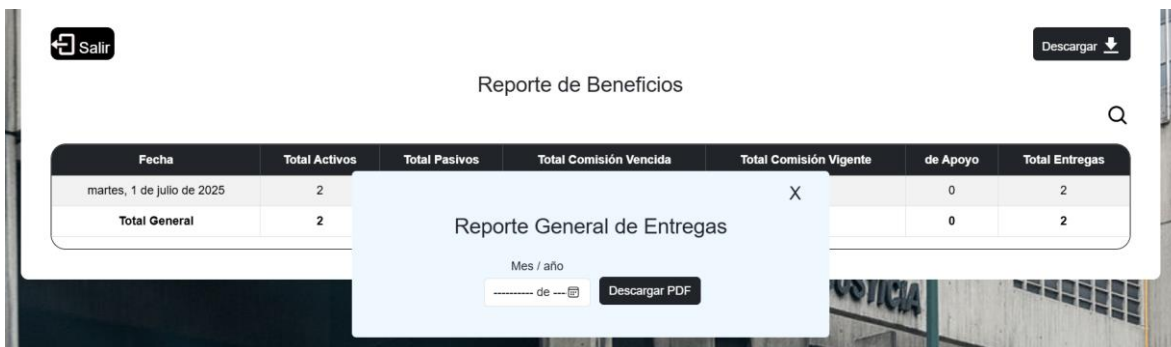 Salir
Descargar
Reporte de Beneficios
Fecha Total Activos Total Pasivos Total Comisión Vencida Total Comisión Vigente de Apoyo Total Entregas
martes, 1 de julio de 2025 2 0 2
X
Total General 2 0 2
Reporte General de Entregas
Mes / año
---------- de --- Descargar PDF
JUSTICIA